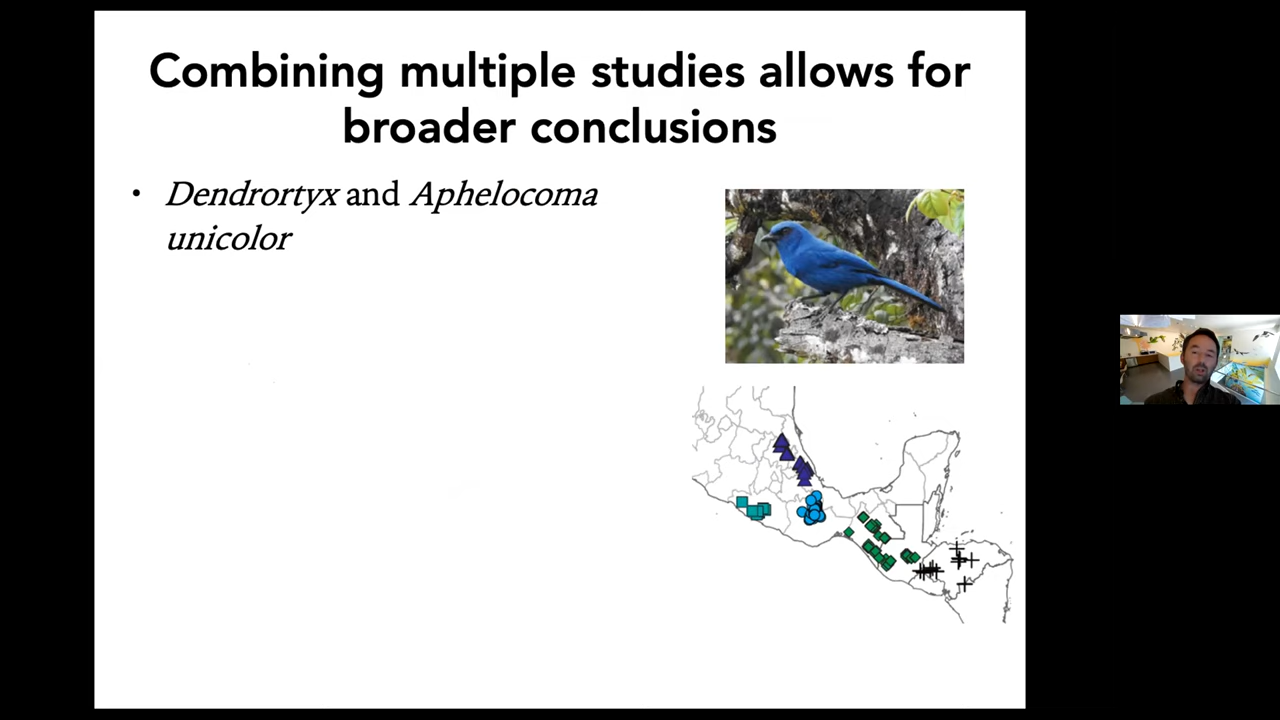 Combining multiple studies allows for
broader conclusions
• Dendrortyx and Aphelocoma
unicolor